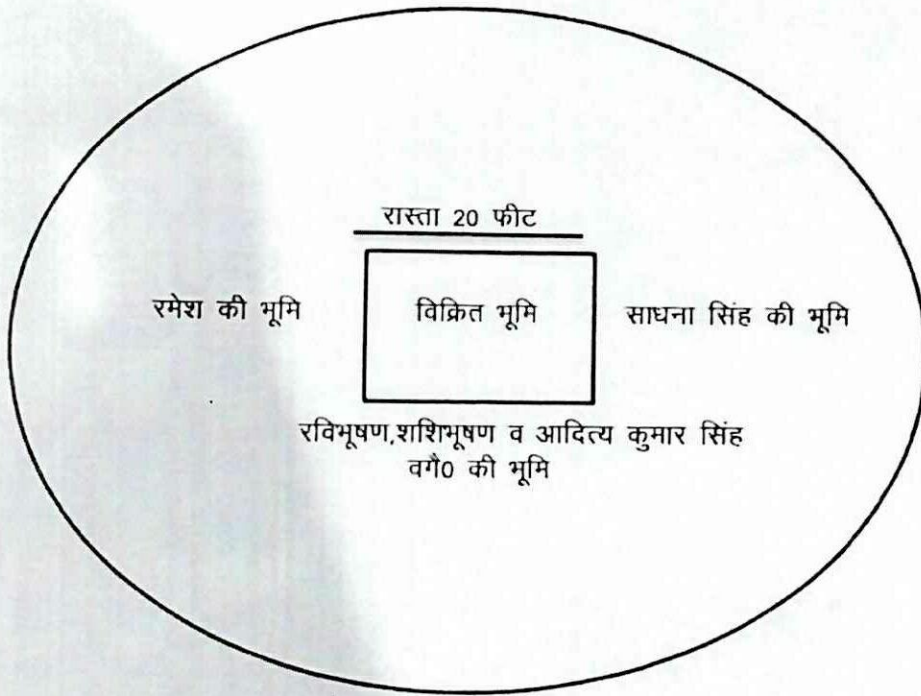 रास्ता 20 फीट
रमेश की भूमि
विक्रित भूमि
साधना सिंह की भूमि
रविभूषण,शशिभूषण व आदित्य कुमार सिंह
वगै0 की भूमि